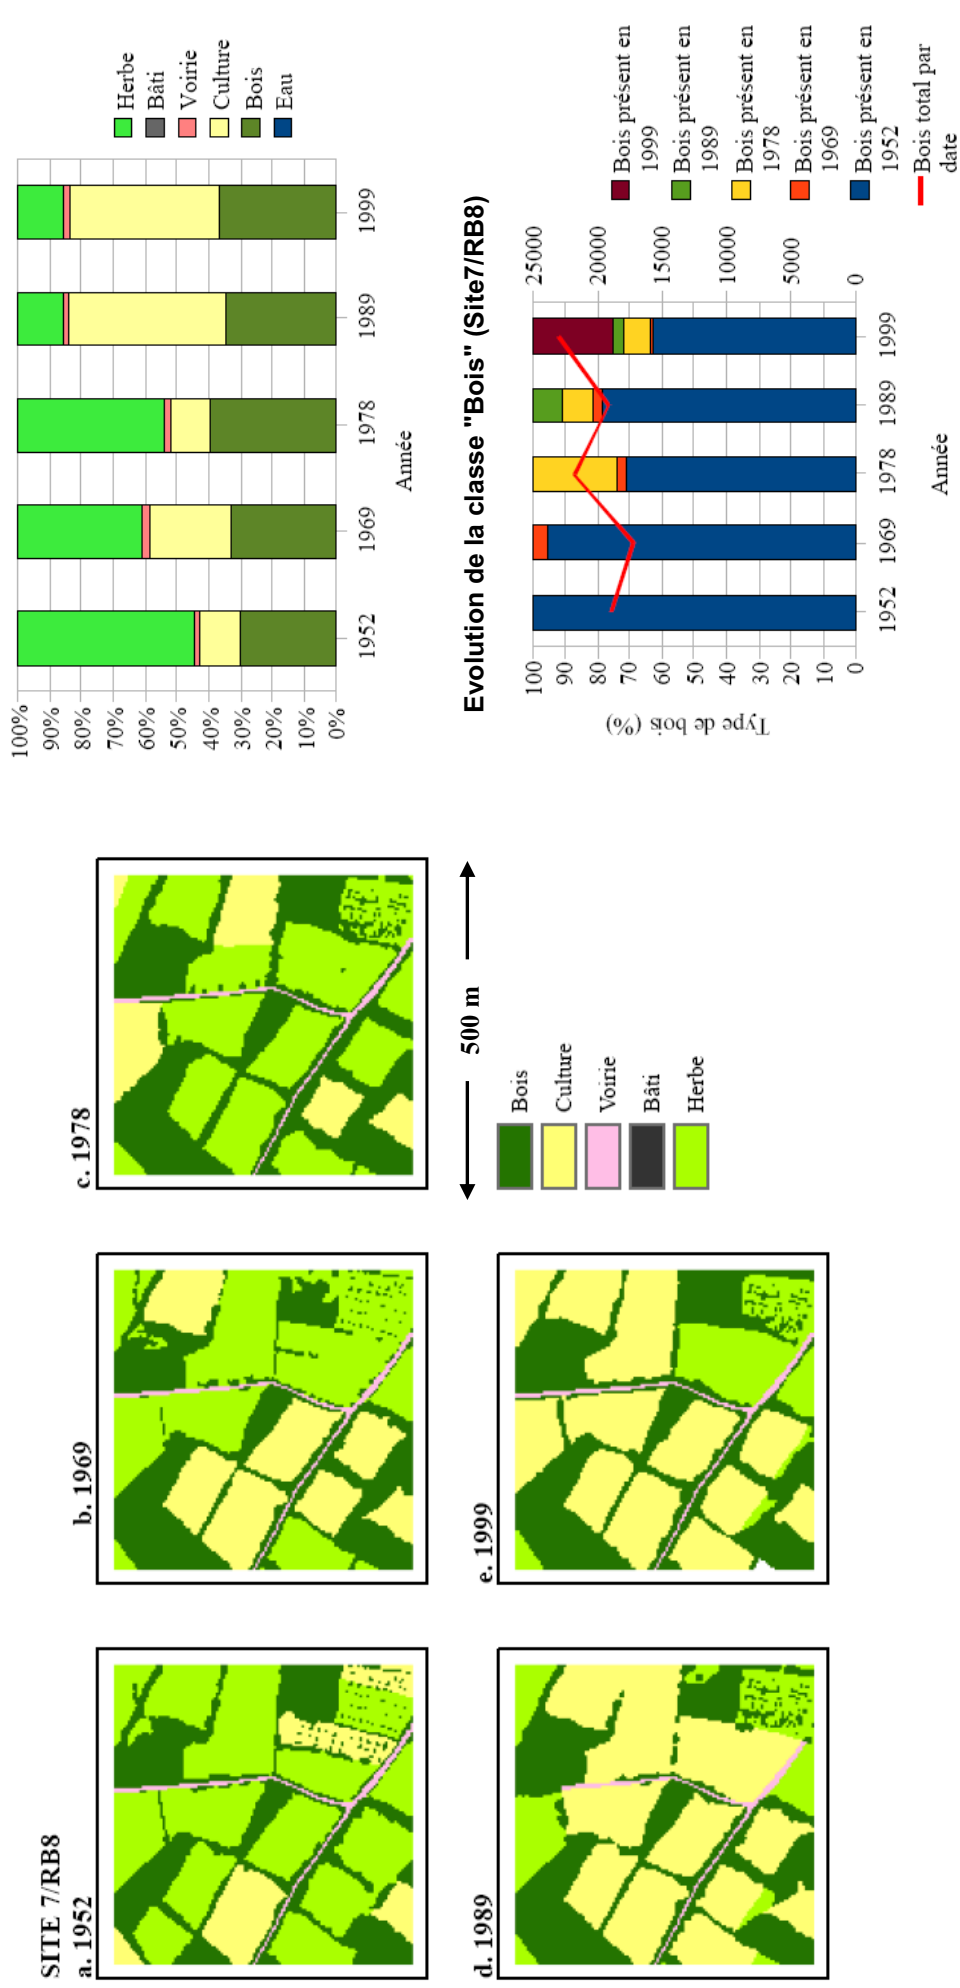 SITE 7/RB8
a. 1952
b. 1969
c. 1978
d. 1989
e. 1999
500 m
Bois
Culture
Voirie
Bâti
Herbe
100%
90%
80%
70%
60%
50%
40%
30%
20%
10%
0%
1952
1969
1978
1989
1999
Année
Herbe
Bâti
Voirie
Culture
Bois
Eau
Evolution de la classe "Bois" (Site7/RB8)
Type de bois (%)
100
90
80
70
60
50
40
30
20
10
0
1952
1969
1978
1989
1999
Année
25000
20000
15000
10000
5000
0
Bois présent en
1999
Bois présent en
1989
Bois présent en
1978
Bois présent en
1969
Bois présent en
1952
Bois total par
date